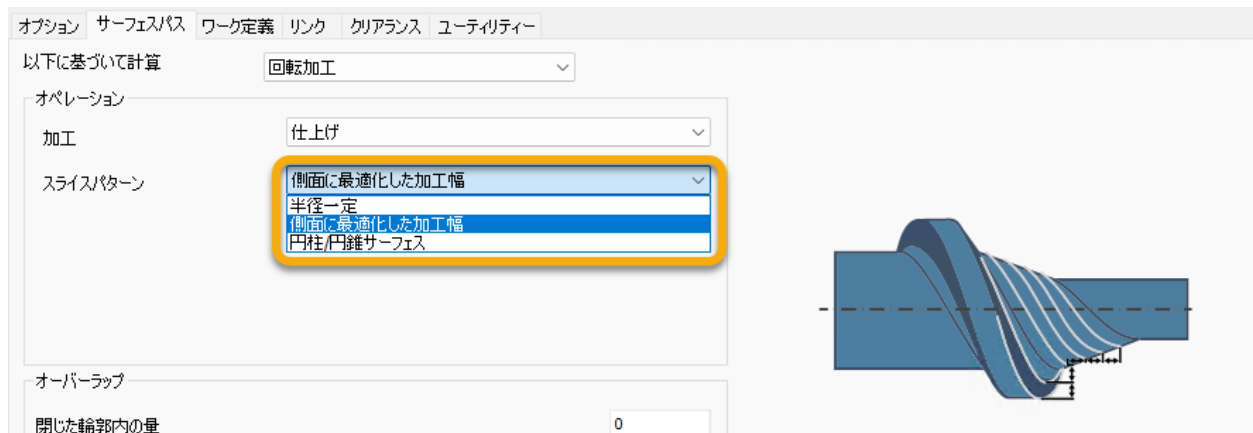 オプション サーフェスパス ワーク定義 リンク クリアランス ユーティリティー
以下に基づいて計算 回転加工
オペレーション
加工 仕上げ
スライスパターン 側面に最適化した加工幅
半径一定
側面に最適化した加工幅
円柱/円錐サーフェス
オーバーラップ
閉じた輪郭内の量 0